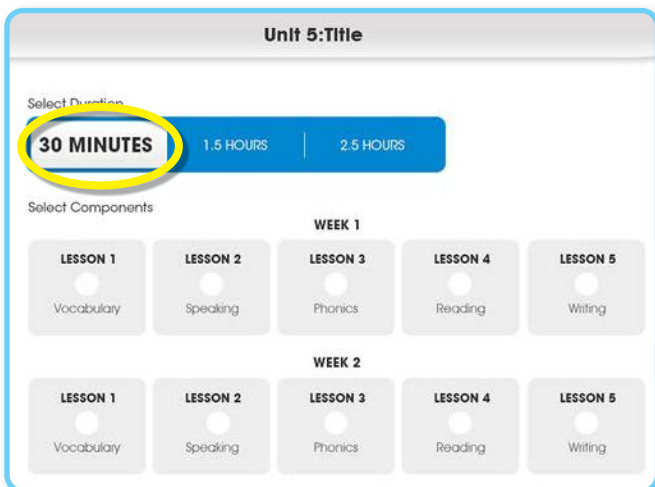 Unit 5:Title
Select Duration
30 MINUTES 1.5 HOURS 2.5 HOURS
Select Components
WEEK 1
LESSON 1 LESSON 2 LESSON 3 LESSON 4 LESSON 5
Vocabulary Speaking Phonics Reading Writing
WEEK 2
LESSON 1 LESSON 2 LESSON 3 LESSON 4 LESSON 5
Vocabulary Speaking Phonics Reading Writing